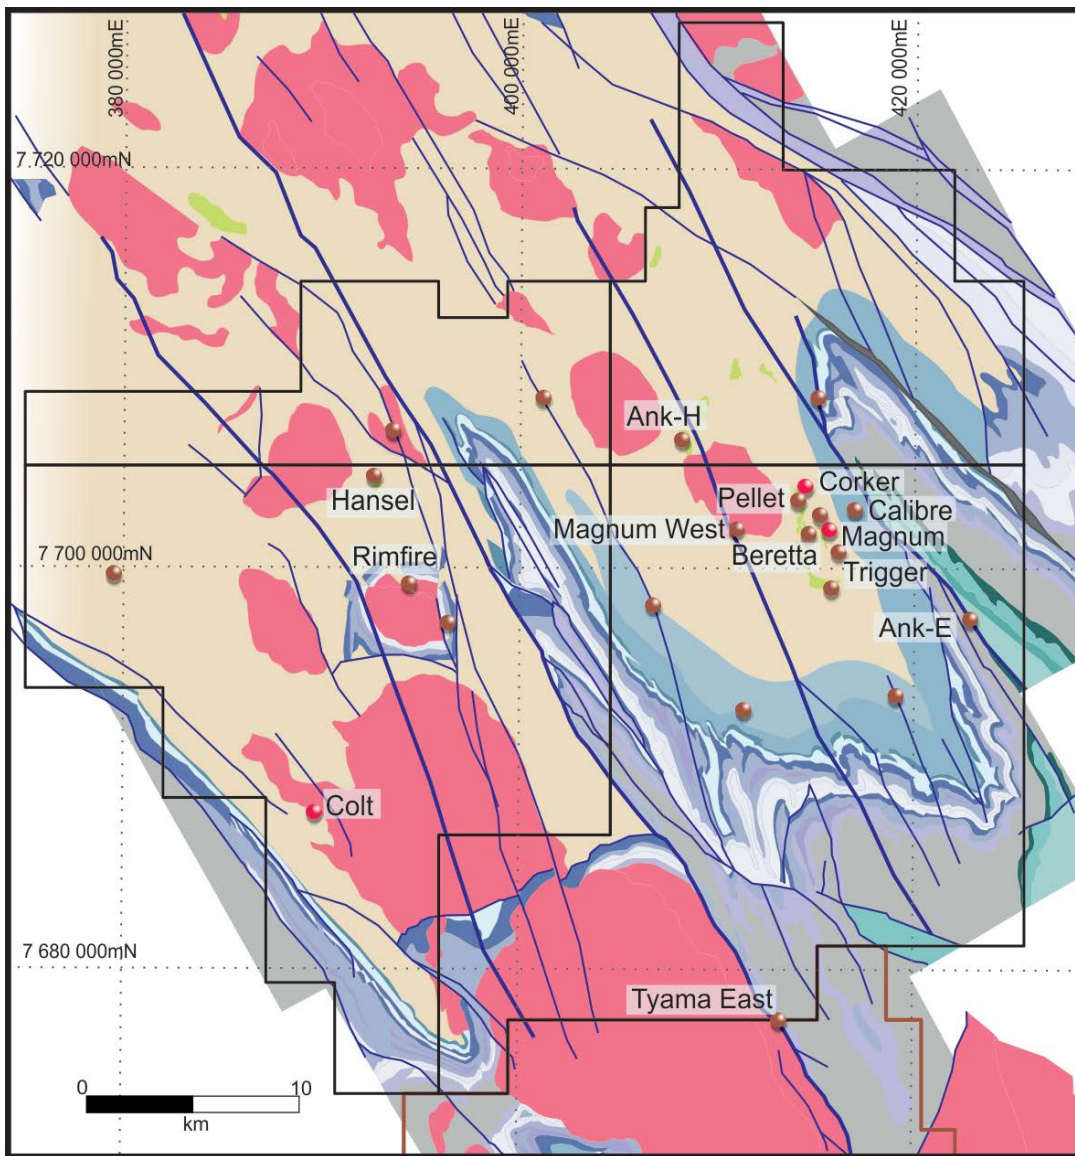 380 000mE
400 000mE
420 000mE
7 720 000mN
Ank-H
Hansel
Pellet
Corker
Calibre
Magnum West
Magnum
Beretta
7 700 000mN
Rimfire
Trigger
Ank-E
Colt
7 680 000mN
Tyama East
0
10
km